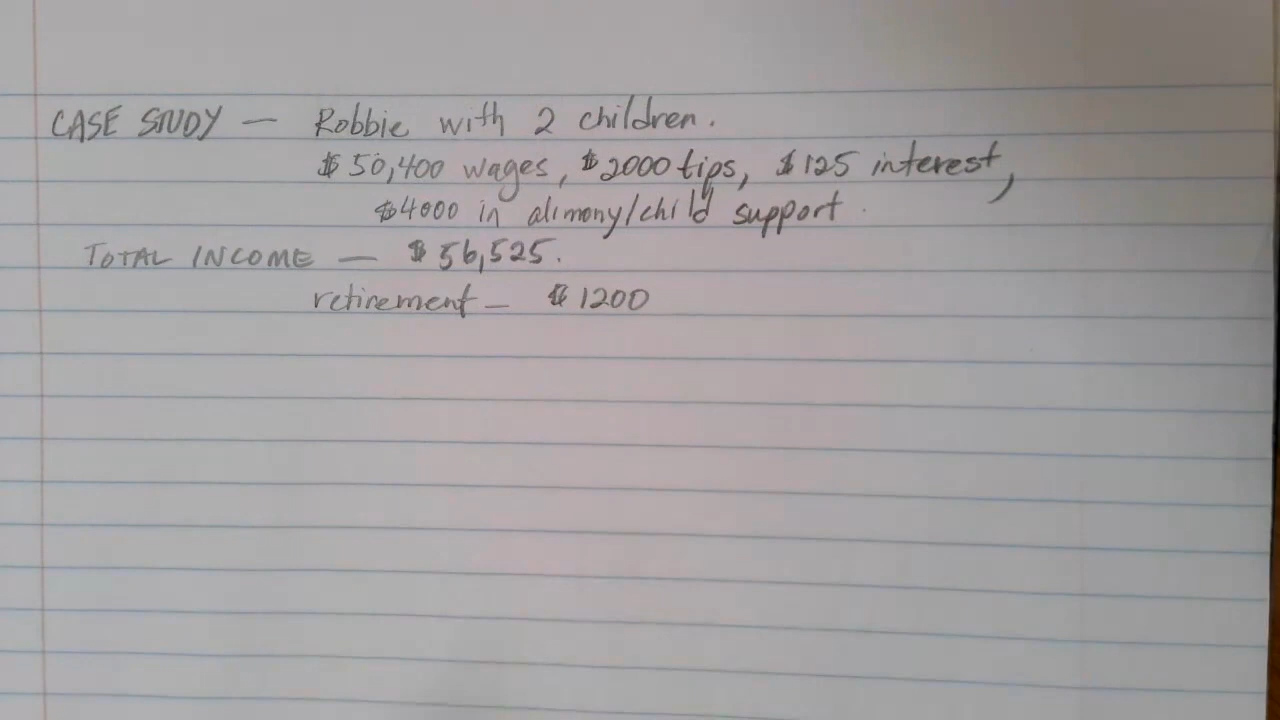 CASE STUDY — Robbie with 2 children.
$50,400 wages, $2000 tips, $125 interest,
$4000 in alimony/child support.
TOTAL INCOME — $56,525.
retirement — $1200